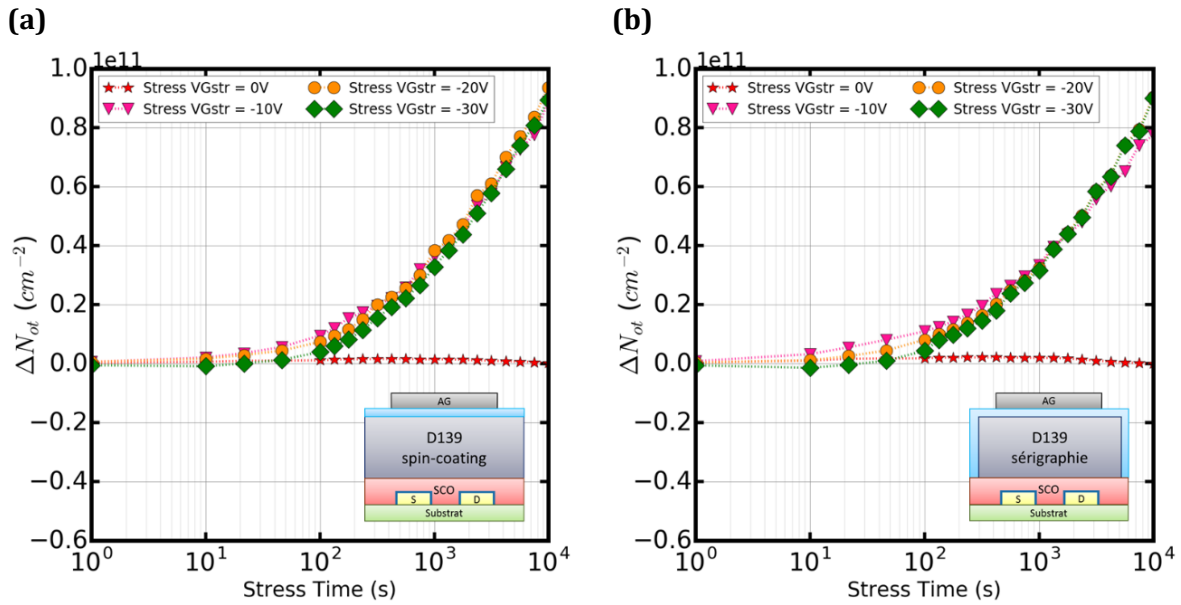 (a)
1e11
1.0
0.8
0.6
0.4
0.2
0.0
−0.2
−0.4
−0.6
ΔN_ot (cm^−2)
Stress VGstr = 0V
Stress VGstr = -10V
Stress VGstr = -20V
Stress VGstr = -30V
AG
D139
spin-coating
SCO
S D
Substrat
10^0 10^1 10^2 10^3 10^4
Stress Time (s)
(b)
1e11
1.0
0.8
0.6
0.4
0.2
0.0
−0.2
−0.4
−0.6
ΔN_ot (cm^−2)
Stress VGstr = 0V
Stress VGstr = -10V
Stress VGstr = -20V
Stress VGstr = -30V
AG
D139
sérigraphie
SCO
S D
Substrat
10^0 10^1 10^2 10^3 10^4
Stress Time (s)